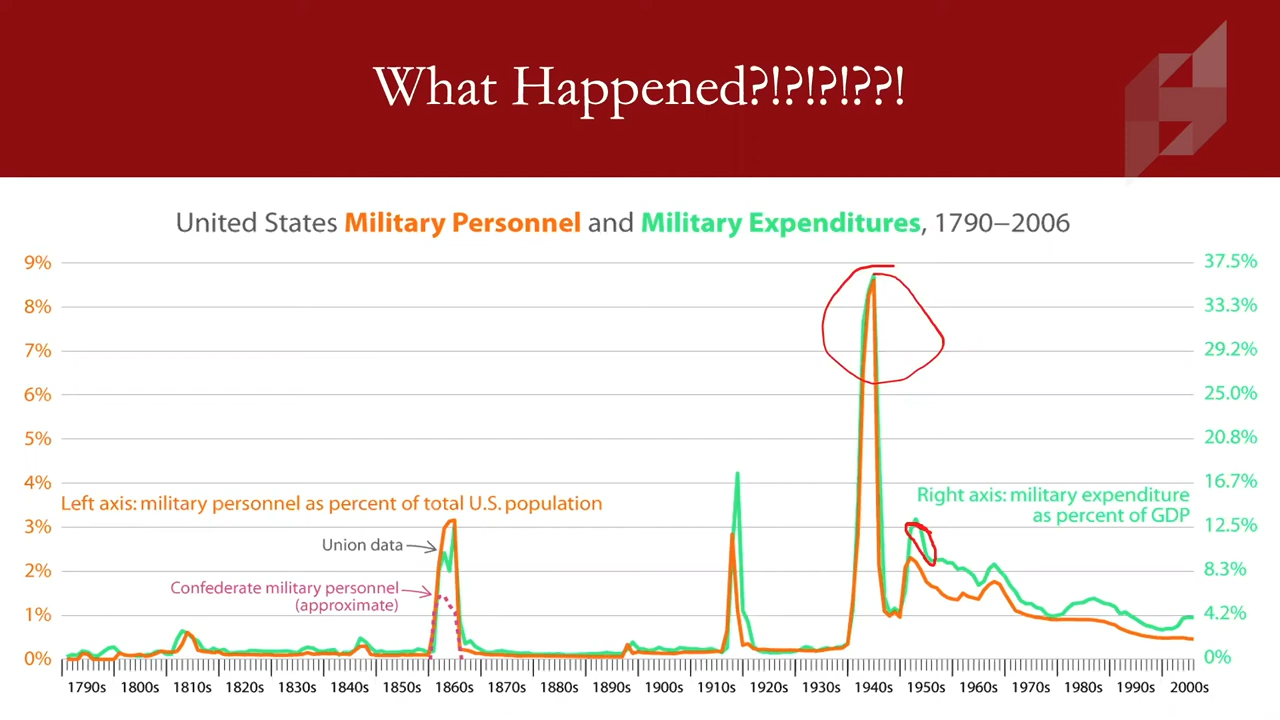 What Happened?!?!?!??!
United States Military Personnel and Military Expenditures, 1790–2006
9%
8%
7%
6%
5%
4%
3%
2%
1%
0%
37.5%
33.3%
29.2%
25.0%
20.8%
16.7%
12.5%
8.3%
4.2%
0%
Left axis: military personnel as percent of total U.S. population
Union data
Confederate military personnel
(approximate)
Right axis: military expenditure
as percent of GDP
1790s 1800s 1810s 1820s 1830s 1840s 1850s 1860s 1870s 1880s 1890s 1900s 1910s 1920s 1930s 1940s 1950s 1960s 1970s 1980s 1990s 2000s